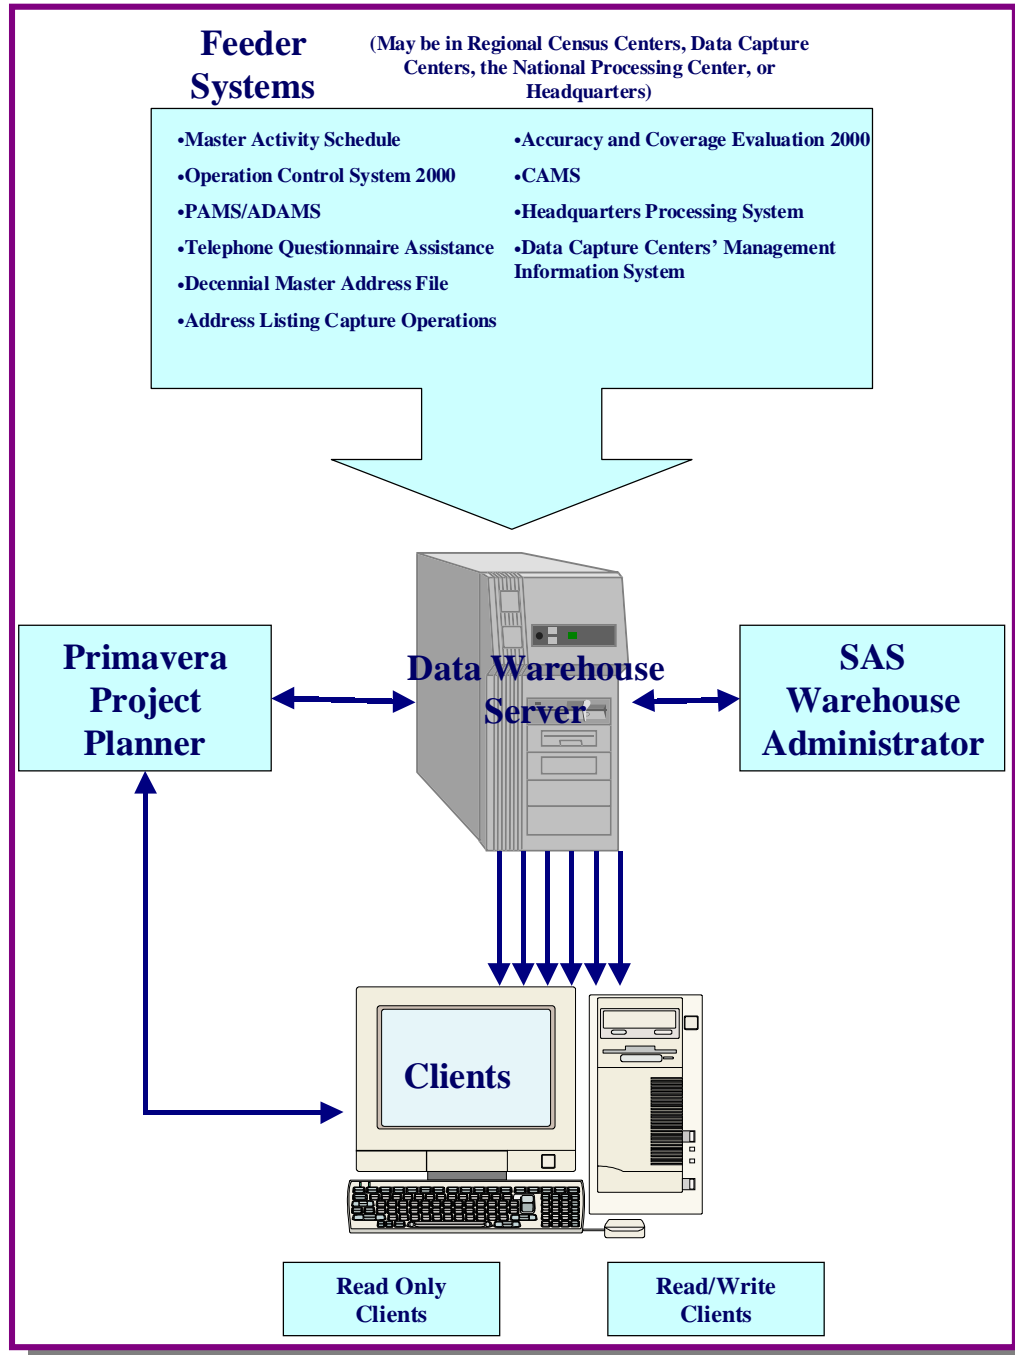 Feeder
Systems
(May be in Regional Census Centers, Data Capture
Centers, the National Processing Center, or
Headquarters)
•Master Activity Schedule
•Operation Control System 2000
•PAMS/ADAMS
•Telephone Questionnaire Assistance
•Decennial Master Address File
•Address Listing Capture Operations
•Accuracy and Coverage Evaluation 2000
•CAMS
•Headquarters Processing System
•Data Capture Centers’ Management
Information System
Primavera
Project
Planner
Data Warehouse
Server
SAS
Warehouse
Administrator
Clients
Read Only
Clients
Read/Write
Clients